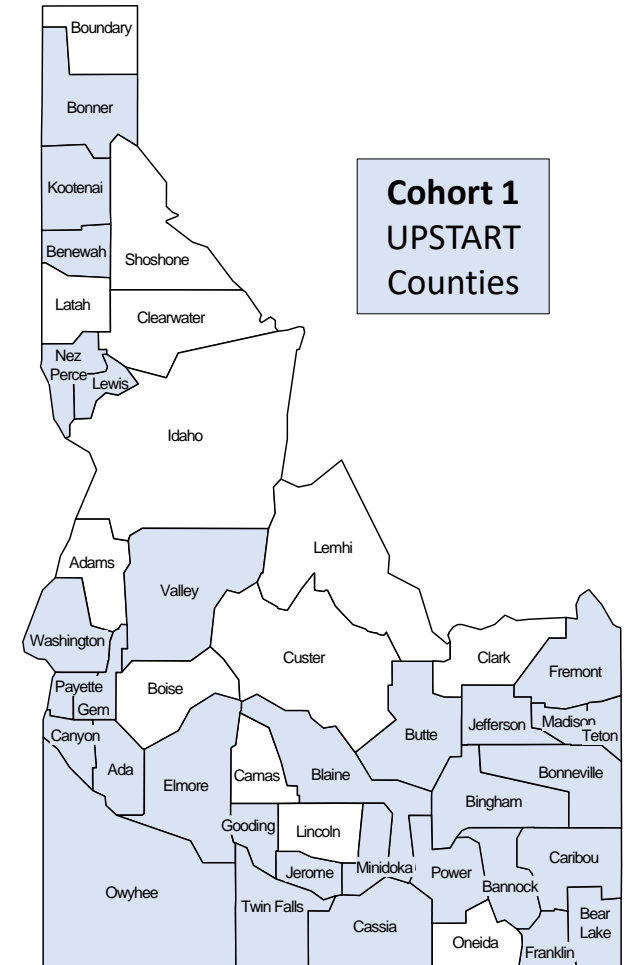 Boundary
Bonner
Kootenai
Cohort 1
UPSTART
Counties
Benewah
Shoshone
Latah
Clearwater
Nez
Perce
Lewis
Idaho
Lemhi
Adams
Valley
Washington
Custer
Clark
Fremont
Payette
Boise
Gem
Canyon
Butte
Jefferson
Madison
Teton
Ada
Elmore
Camas
Blaine
Bonneville
Bingham
Gooding
Lincoln
Jerome
Minidoka
Power
Caribou
Bannock
Owyhee
Twin Falls
Cassia
Bear
Lake
Oneida
Franklin